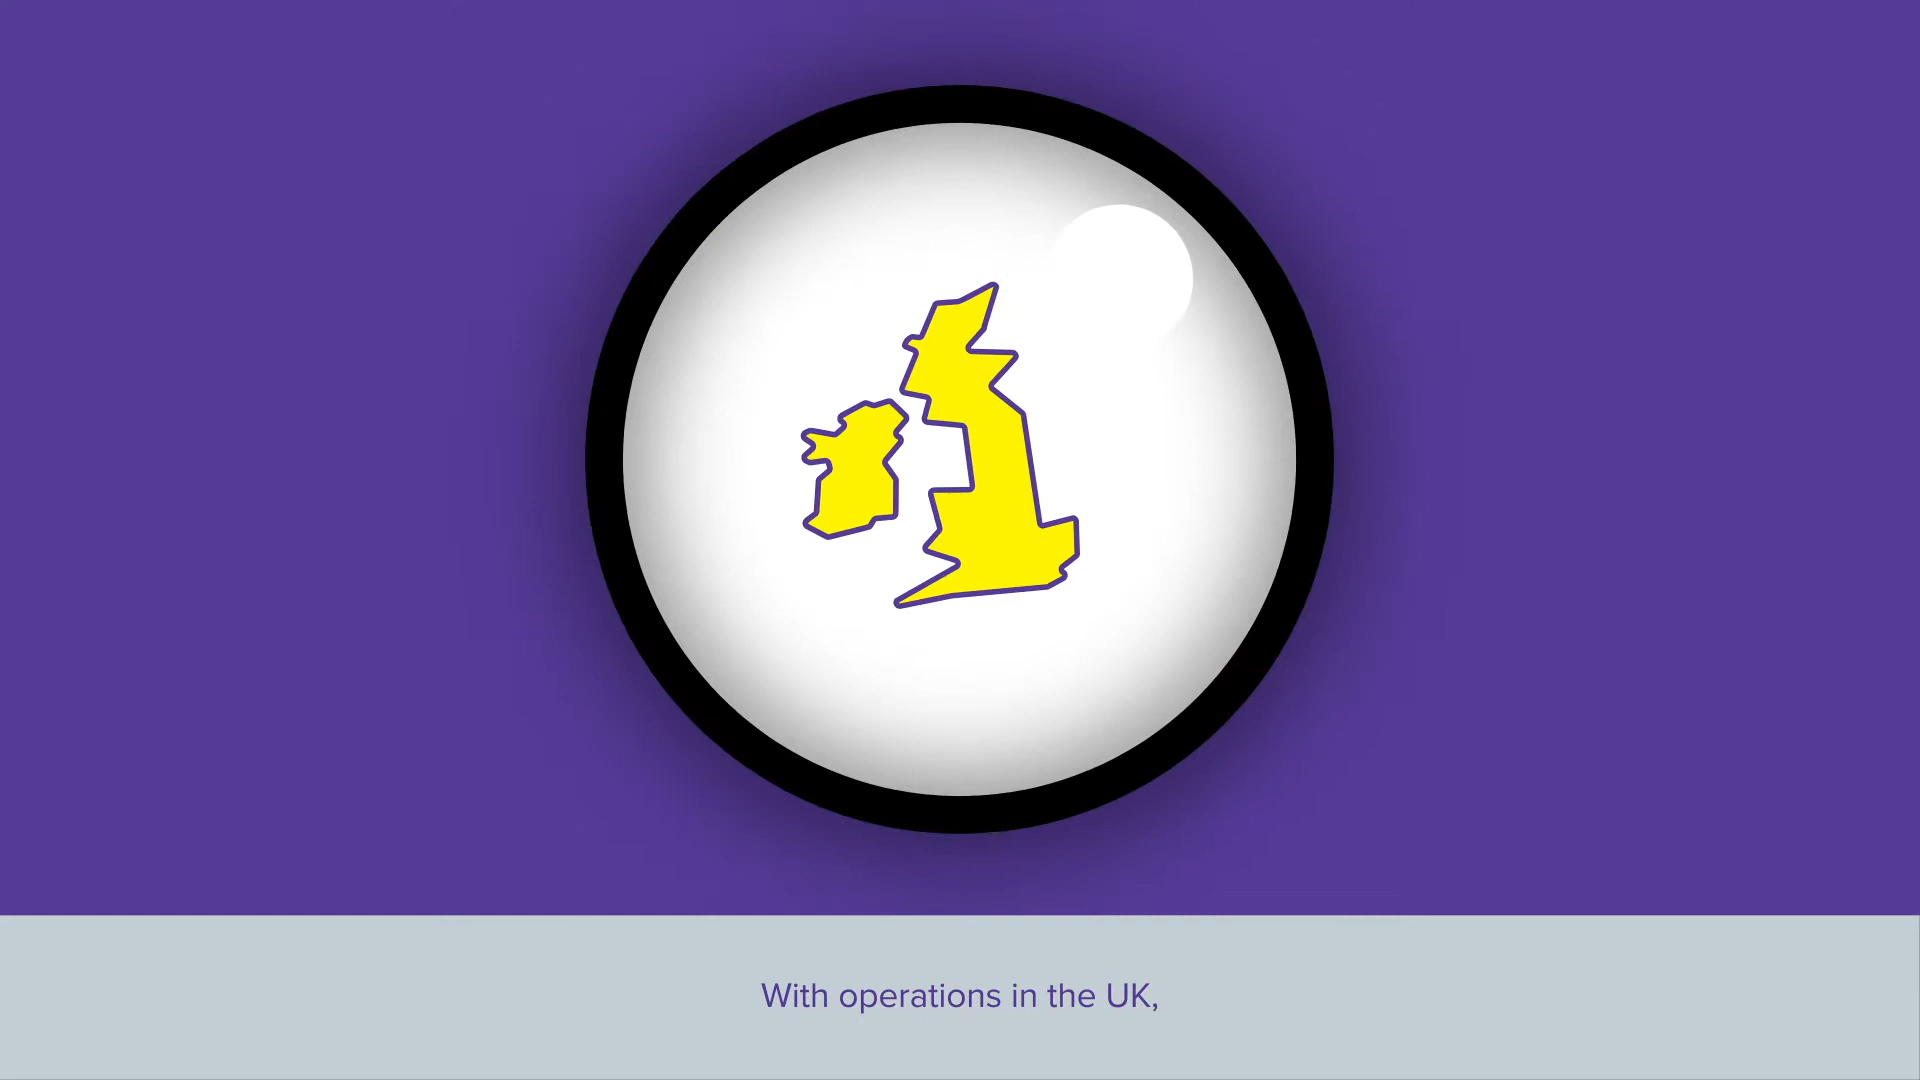 With operations in the UK,